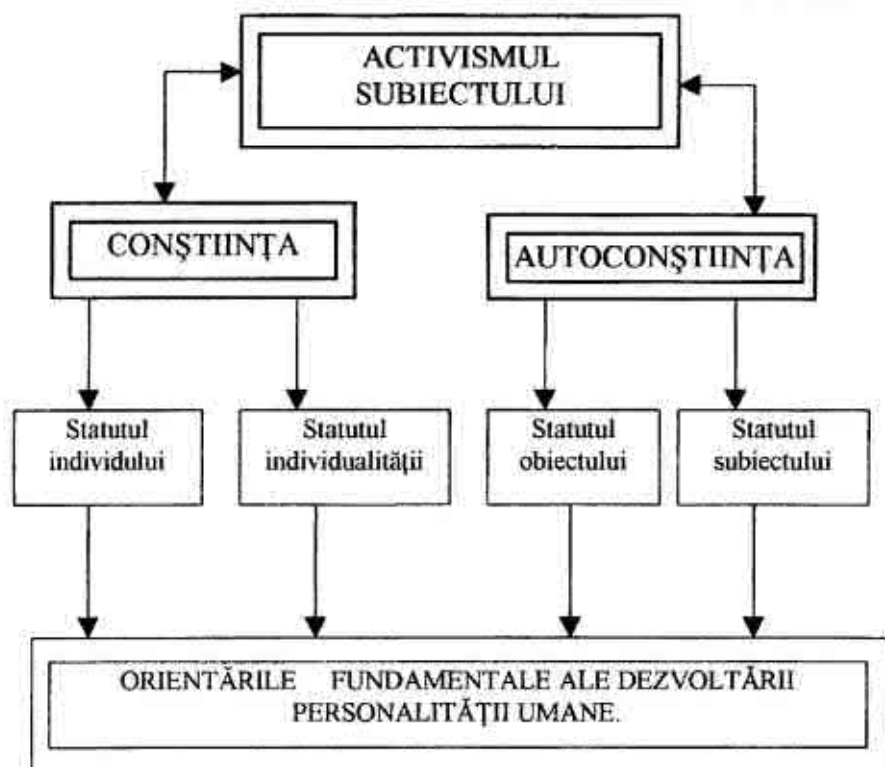 ACTIVISMUL
SUBIECTULUI
CONŞTIINŢA
AUTOCONŞTIINŢA
Statutul
individului
Statutul
individualităţii
Statutul
obiectului
Statutul
subiectului
ORIENTĂRILE FUNDAMENTALE ALE DEZVOLTĂRII
PERSONALITĂŢII UMANE.